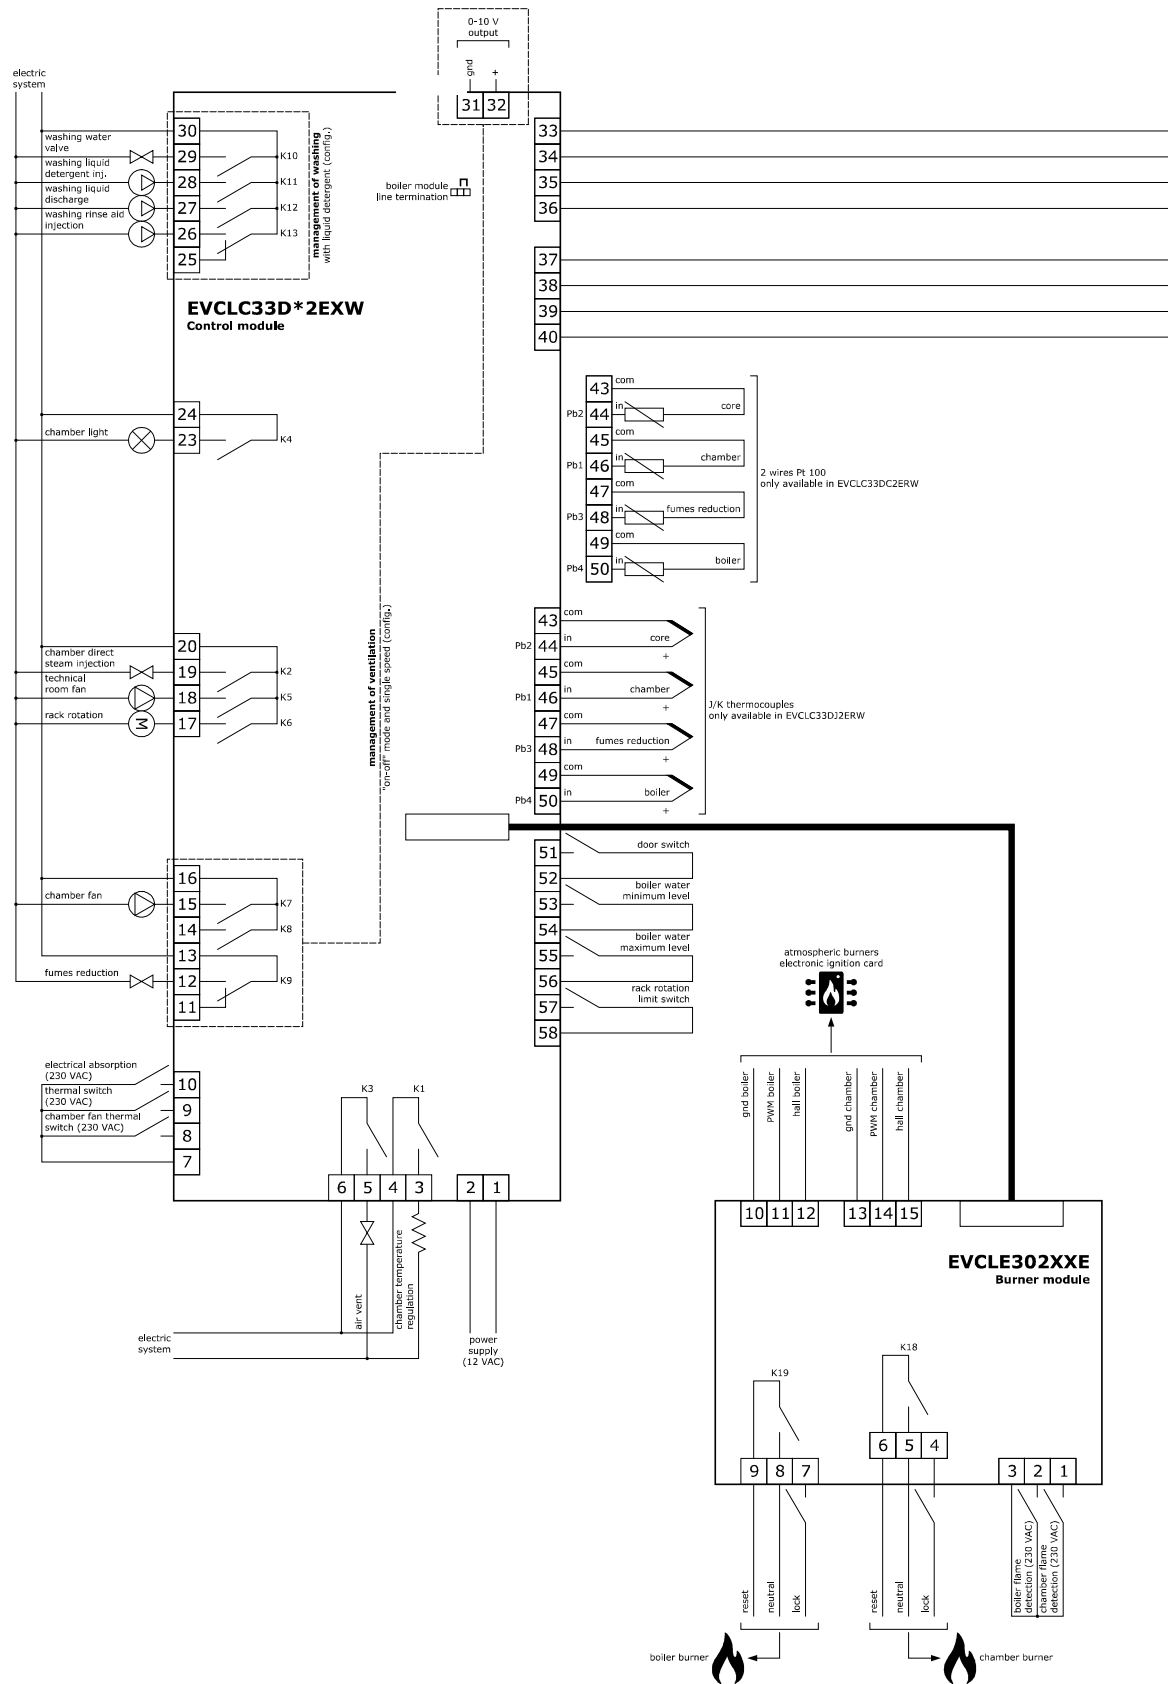 0-10 V
output
gnd
+
electric
system
31 32
30
washing water
valve
29
K10
washing liquid
detergent inj.
28
K11
washing liquid
discharge
27
K12
washing rinse aid
injection
26
K13
25
management of washing
with liquid detergent (config.)
boiler module
line termination
33
34
35
36
37
38
39
40
EVCLC33D*2EXW
Control module
24
chamber light
23
K4
43
com
core
Pb2
44
in
45
com
chamber
Pb1
46
in
47
com
fumes reduction
Pb3
48
in
49
com
boiler
Pb4
50
in
2 wires Pt 100
only available in EVCLC33DC2ERW
20
chamber direct
steam injection
19
K2
technical
room fan
18
K5
rack rotation
M
17
K6
management of ventilation
"on-off" mode and single speed (config.)
43
com
Pb2
44
in
core
+
45
com
Pb1
46
in
chamber
+
47
com
Pb3
48
in
fumes reduction
+
49
com
Pb4
50
in
boiler
+
J/K thermocouples
only available in EVCLC33DJ2ERW
51
door switch
52
boiler water
minimum level
53
54
boiler water
maximum level
55
56
rack rotation
limit switch
57
58
16
chamber fan
15
K7
14
K8
13
fumes reduction
12
K9
11
electrical absorption
(230 VAC)
10
thermal switch
(230 VAC)
9
chamber fan thermal
switch (230 VAC)
8
7
K3
K1
6 5 4 3
2 1
air vent
chamber temperature
regulation
electric
system
power
supply
(12 VAC)
atmospheric burners
electronic ignition card
gnd boiler
PWM boiler
hall boiler
gnd chamber
PWM chamber
hall chamber
10 11 12
13 14 15
EVCLE302XXE
Burner module
K18
K19
6 5 4
9 8 7
3 2 1
reset
neutral
lock
reset
neutral
lock
boiler flame
detection (230 VAC)
chamber flame
detection (230 VAC)
boiler burner
chamber burner